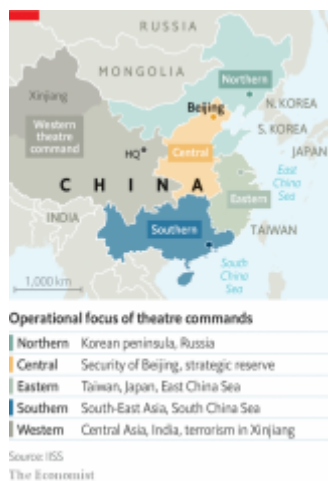 RUSSIA
MONGOLIA
Northern
Xinjiang
Beijing
N. KOREA
Western
theatre
command
S. KOREA
HQ
Central
JAPAN
East
China
Sea
CHINA
Eastern
INDIA
Southern
TAIWAN
South
China
Sea
1,000 km
Operational focus of theatre commands
Northern Korean peninsula, Russia
Central Security of Beijing, strategic reserve
Eastern Taiwan, Japan, East China Sea
Southern South-East Asia, South China Sea
Western Central Asia, India, terrorism in Xinjiang
Source: IISS
The Economist